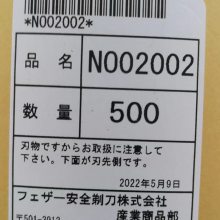 *N002002*
品 名 N002002
数 量 500
刃物ですからお取扱に注意して
下さい。下面が刃先側です。
2022年5月9日
フェザー安全剃刀株式会社
産業商品部
〒501-3912